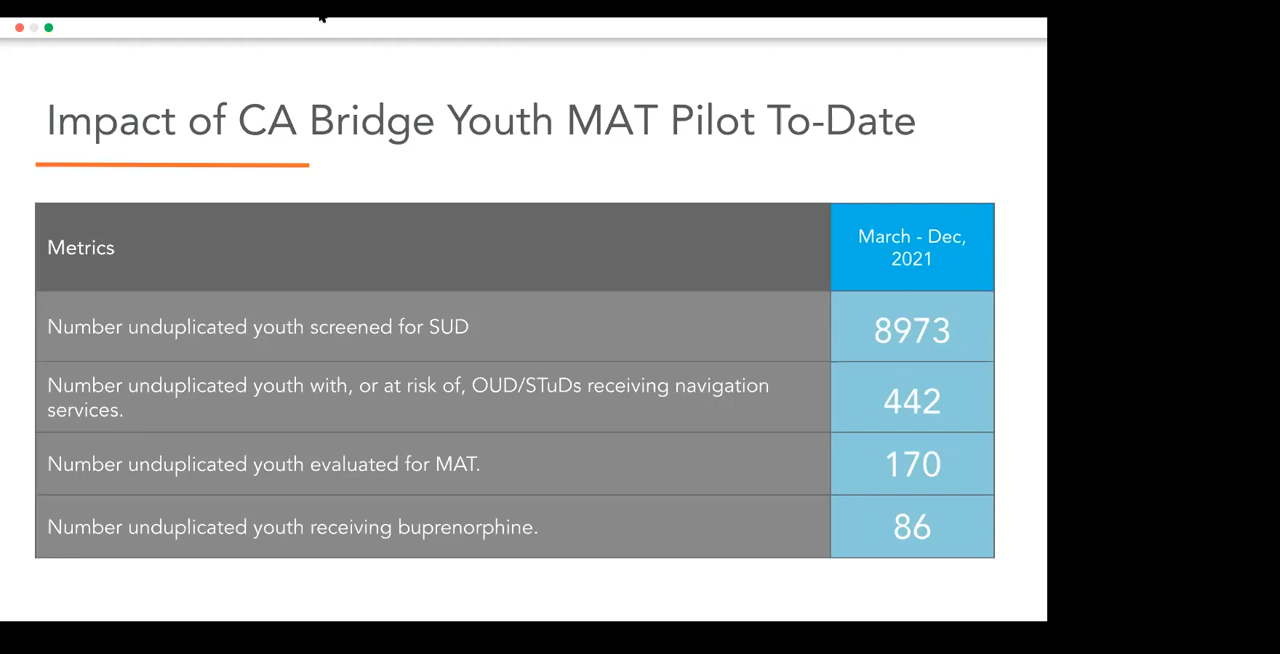 Impact of CA Bridge Youth MAT Pilot To-Date
Metrics
March - Dec,
2021
Number unduplicated youth screened for SUD
8973
Number unduplicated youth with, or at risk of, OUD/STuDs receiving navigation
services.
442
Number unduplicated youth evaluated for MAT.
170
Number unduplicated youth receiving buprenorphine.
86